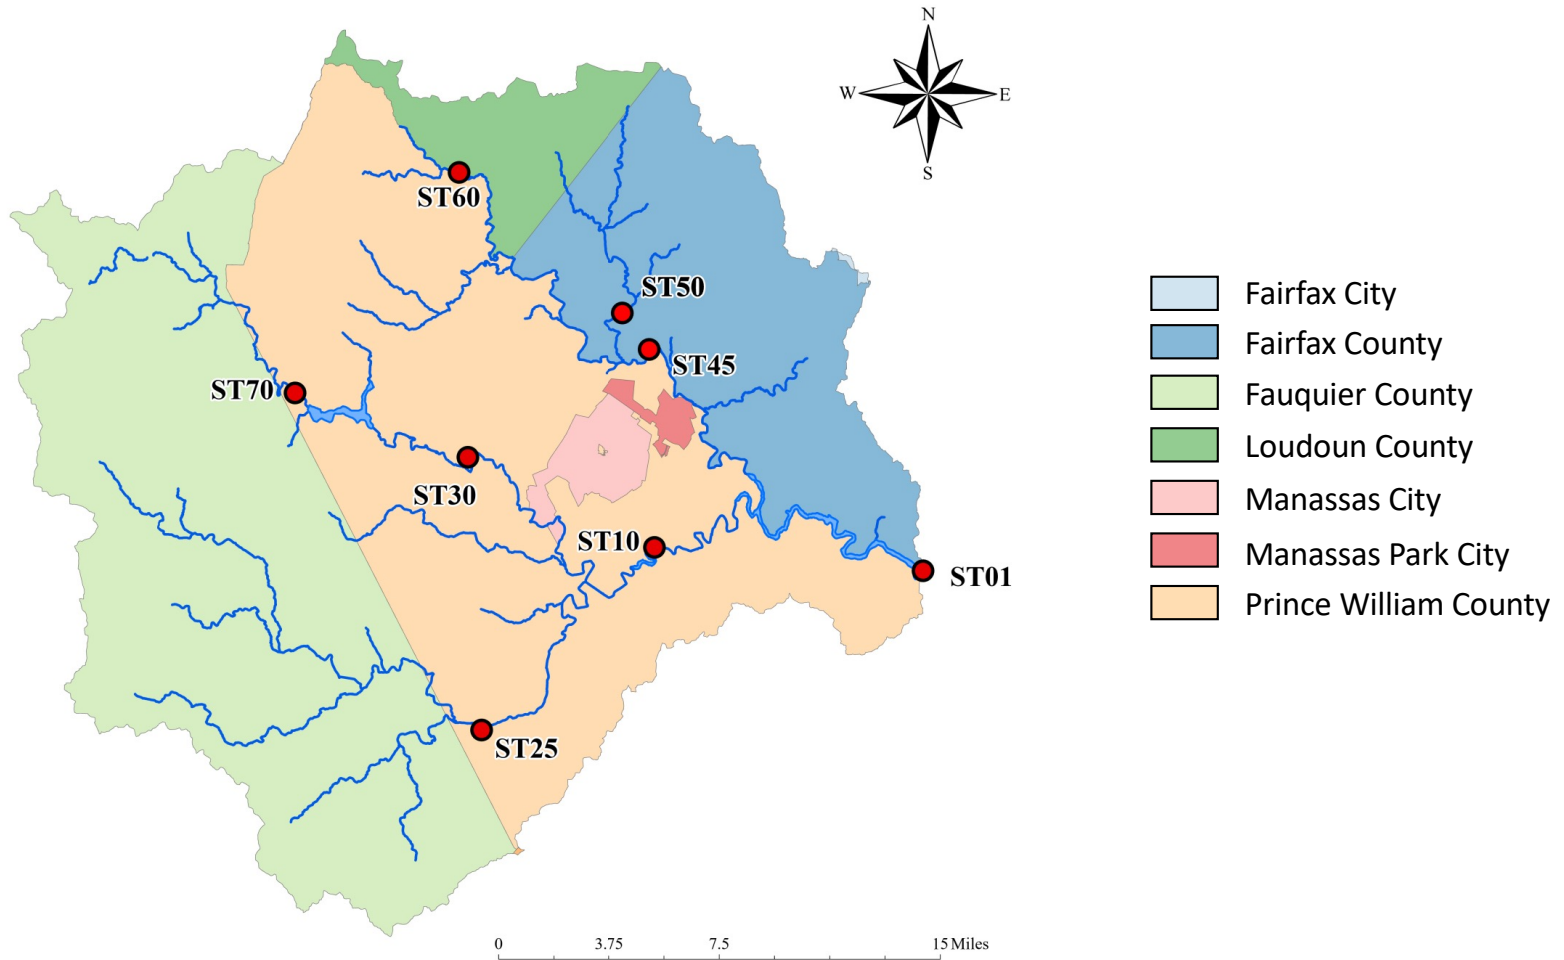 N
W
E
S
ST60
ST50
ST45
ST70
ST30
ST10
ST01
ST25
Fairfax City
Fairfax County
Fauquier County
Loudoun County
Manassas City
Manassas Park City
Prince William County
0 3.75 7.5 15 Miles